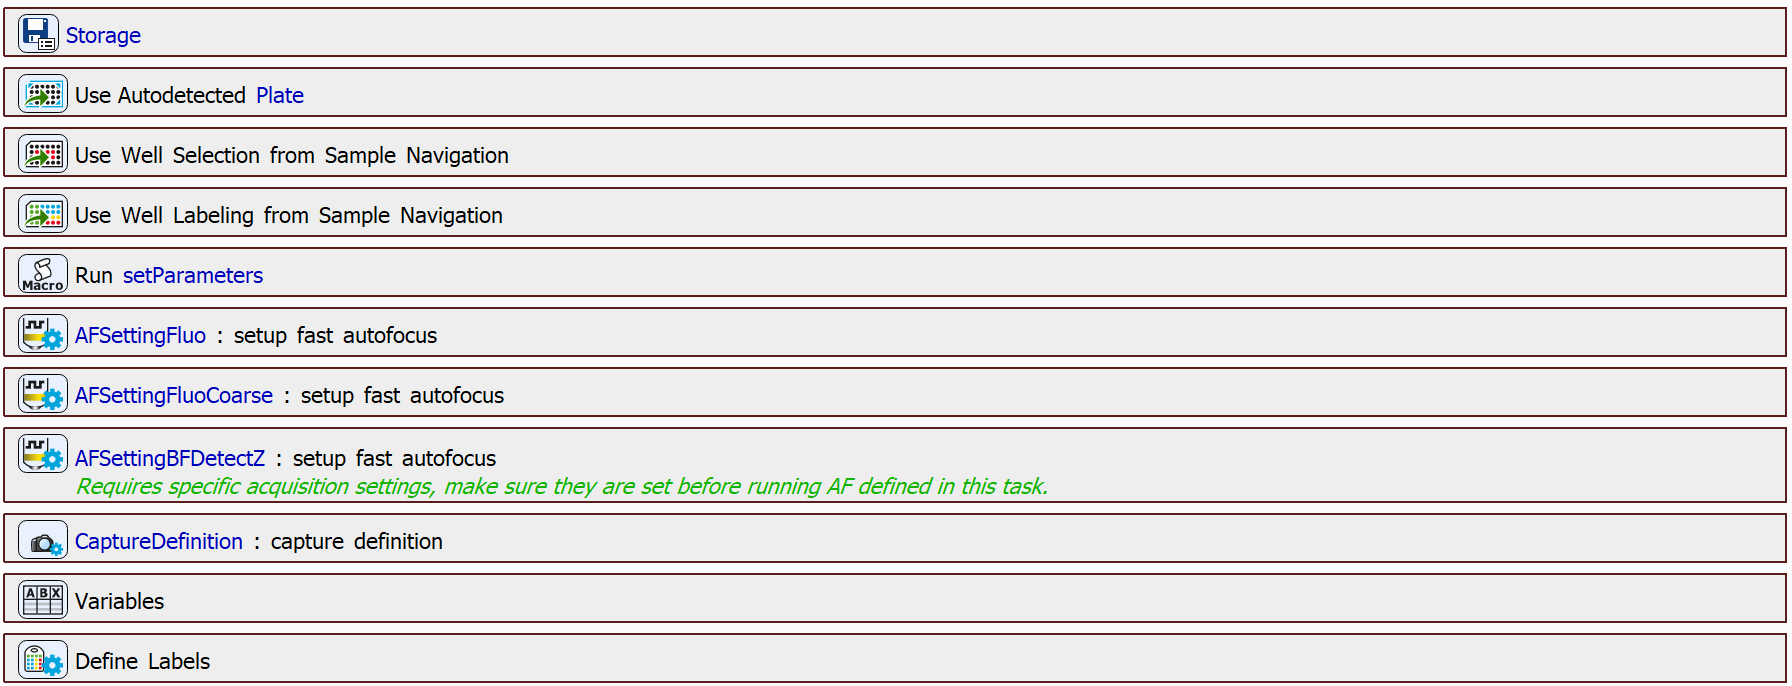 Storage
Use Autodetected Plate
Use Well Selection from Sample Navigation
Use Well Labeling from Sample Navigation
Macro Run setParameters
AFSettingFluo : setup fast autofocus
AFSettingFluoCoarse : setup fast autofocus
AFSettingBFDetectZ : setup fast autofocus
Requires specific acquisition settings, make sure they are set before running AF defined in this task.
CaptureDefinition : capture definition
ABX Variables
Define Labels